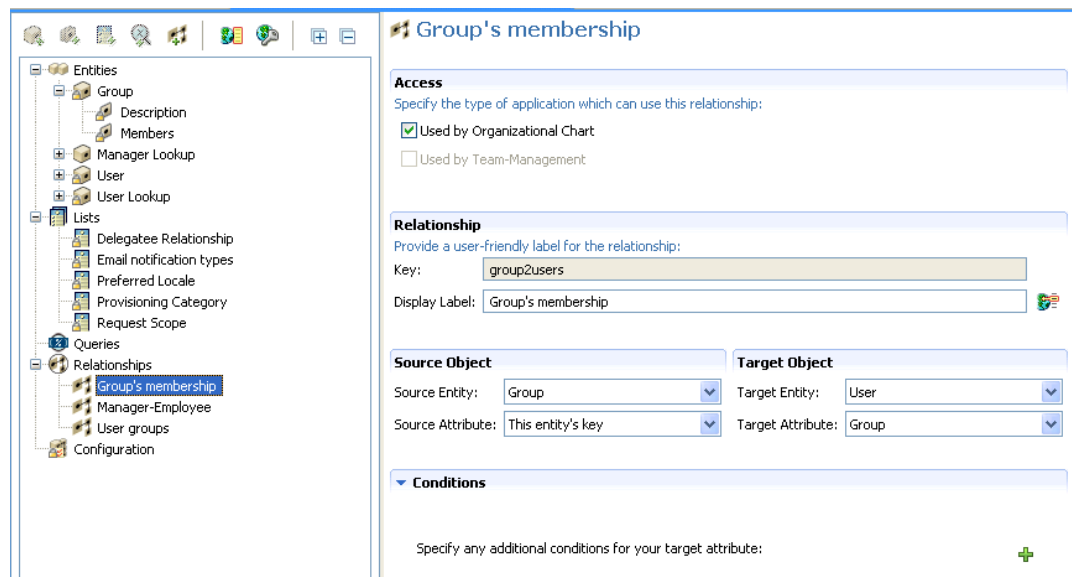 Entities
Group
Description
Members
Manager Lookup
User
User Lookup
Lists
Delegatee Relationship
Email notification types
Preferred Locale
Provisioning Category
Request Scope
Queries
Relationships
Group's membership
Manager-Employee
User groups
Configuration
Group's membership
Access
Specify the type of application which can use this relationship:
Used by Organizational Chart
Used by Team-Management
Relationship
Provide a user-friendly label for the relationship:
Key: group2users
Display Label: Group's membership
Source Object Target Object
Source Entity: Group Target Entity: User
Source Attribute: This entity's key Target Attribute: Group
Conditions
Specify any additional conditions for your target attribute: